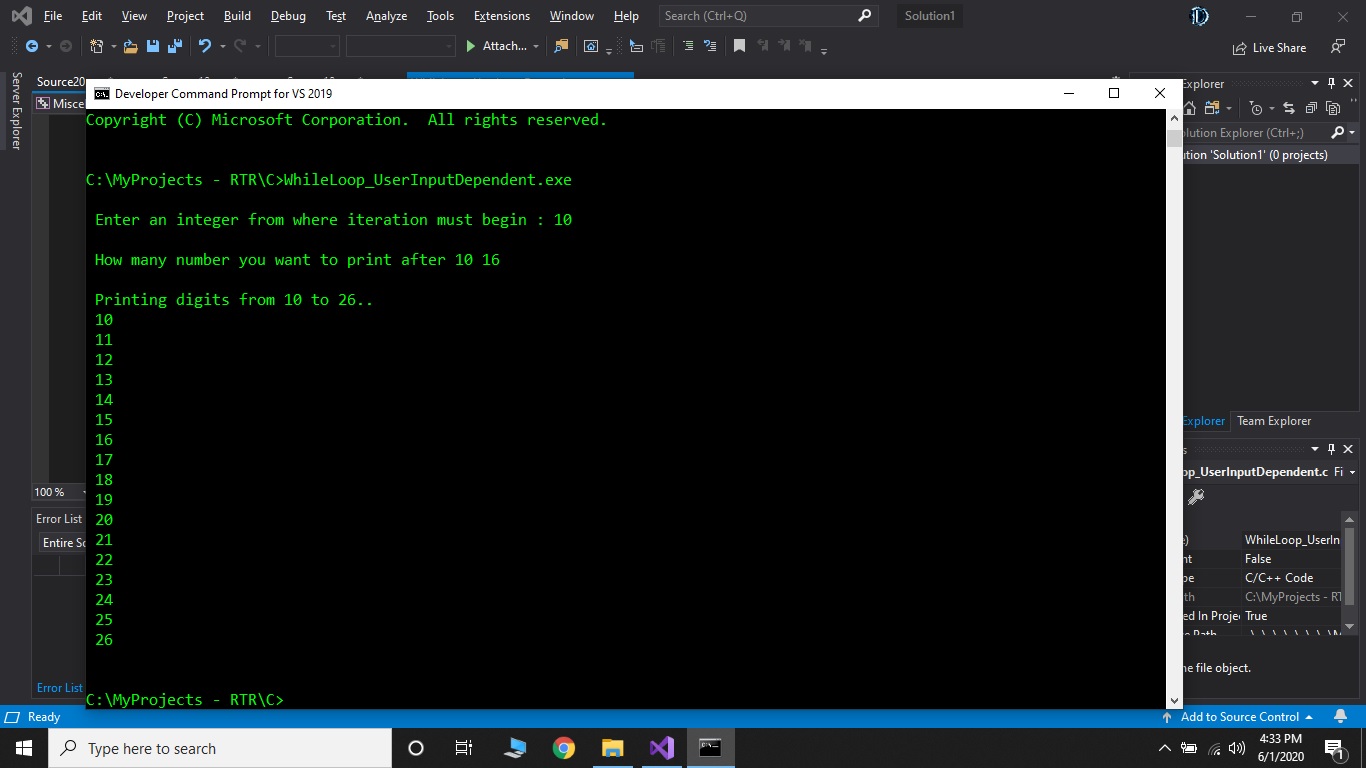 File Edit View Project Build Debug Test Analyze Tools Extensions Window Help Search (Ctrl+Q) Solution1
Attach... Live Share
Server Explorer
Source20
Misce
100 %
Error List
Entire So
Error List
Developer Command Prompt for VS 2019
Copyright (C) Microsoft Corporation.  All rights reserved.
C:\MyProjects - RTR\C>WhileLoop_UserInputDependent.exe
Enter an integer from where iteration must begin : 10
How many number you want to print after 10 16
Printing digits from 10 to 26..
10
11
12
13
14
15
16
17
18
19
20
21
22
23
24
25
26
C:\MyProjects - RTR\C>
Explorer
olution Explorer (Ctrl+;)
ution 'Solution1' (0 projects)
Explorer Team Explorer
s
op_UserInputDependent.c Fi
e) WhileLoop_UserIn
nt False
pe C/C++ Code
th C:\MyProjects - RT
ed In Proje True
e Path
he file object.
Ready Add to Source Control
Type here to search
4:33 PM
6/1/2020
1